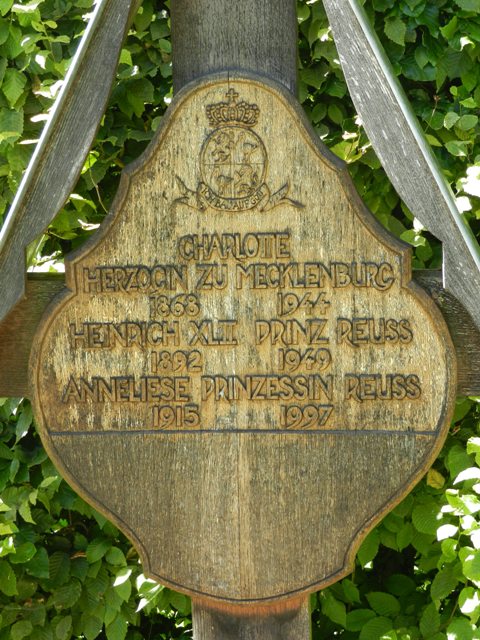 CHARLOTTE
HERZOGIN ZU MECKLENBURG
1868 1944
HEINRICH XLII PRINZ REUSS
1892 1949
ANNELIESE PRINZESSIN REUSS
1915 1997